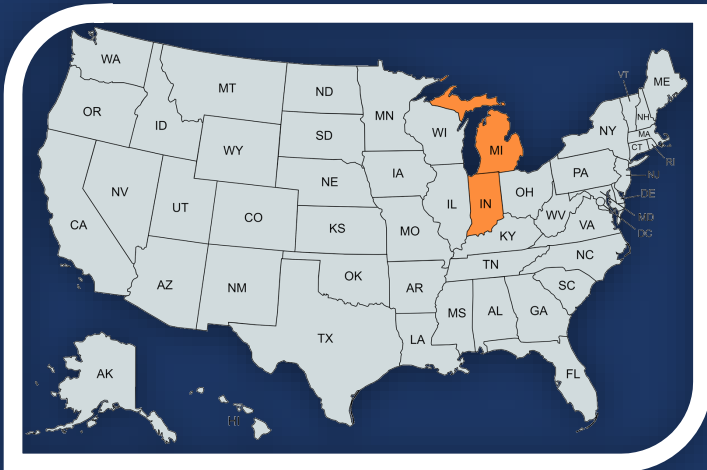 WA
MT
ND
MN
VT
ME
OR
ID
SD
WI
MI
NY
NH
MA
CT
RI
WY
NE
IA
PA
NJ
NV
UT
CO
IL
IN
OH
DE
MD
DC
CA
KS
MO
KY
WV
VA
AZ
NM
OK
AR
TN
NC
SC
TX
LA
MS
AL
GA
AK
HI
FL